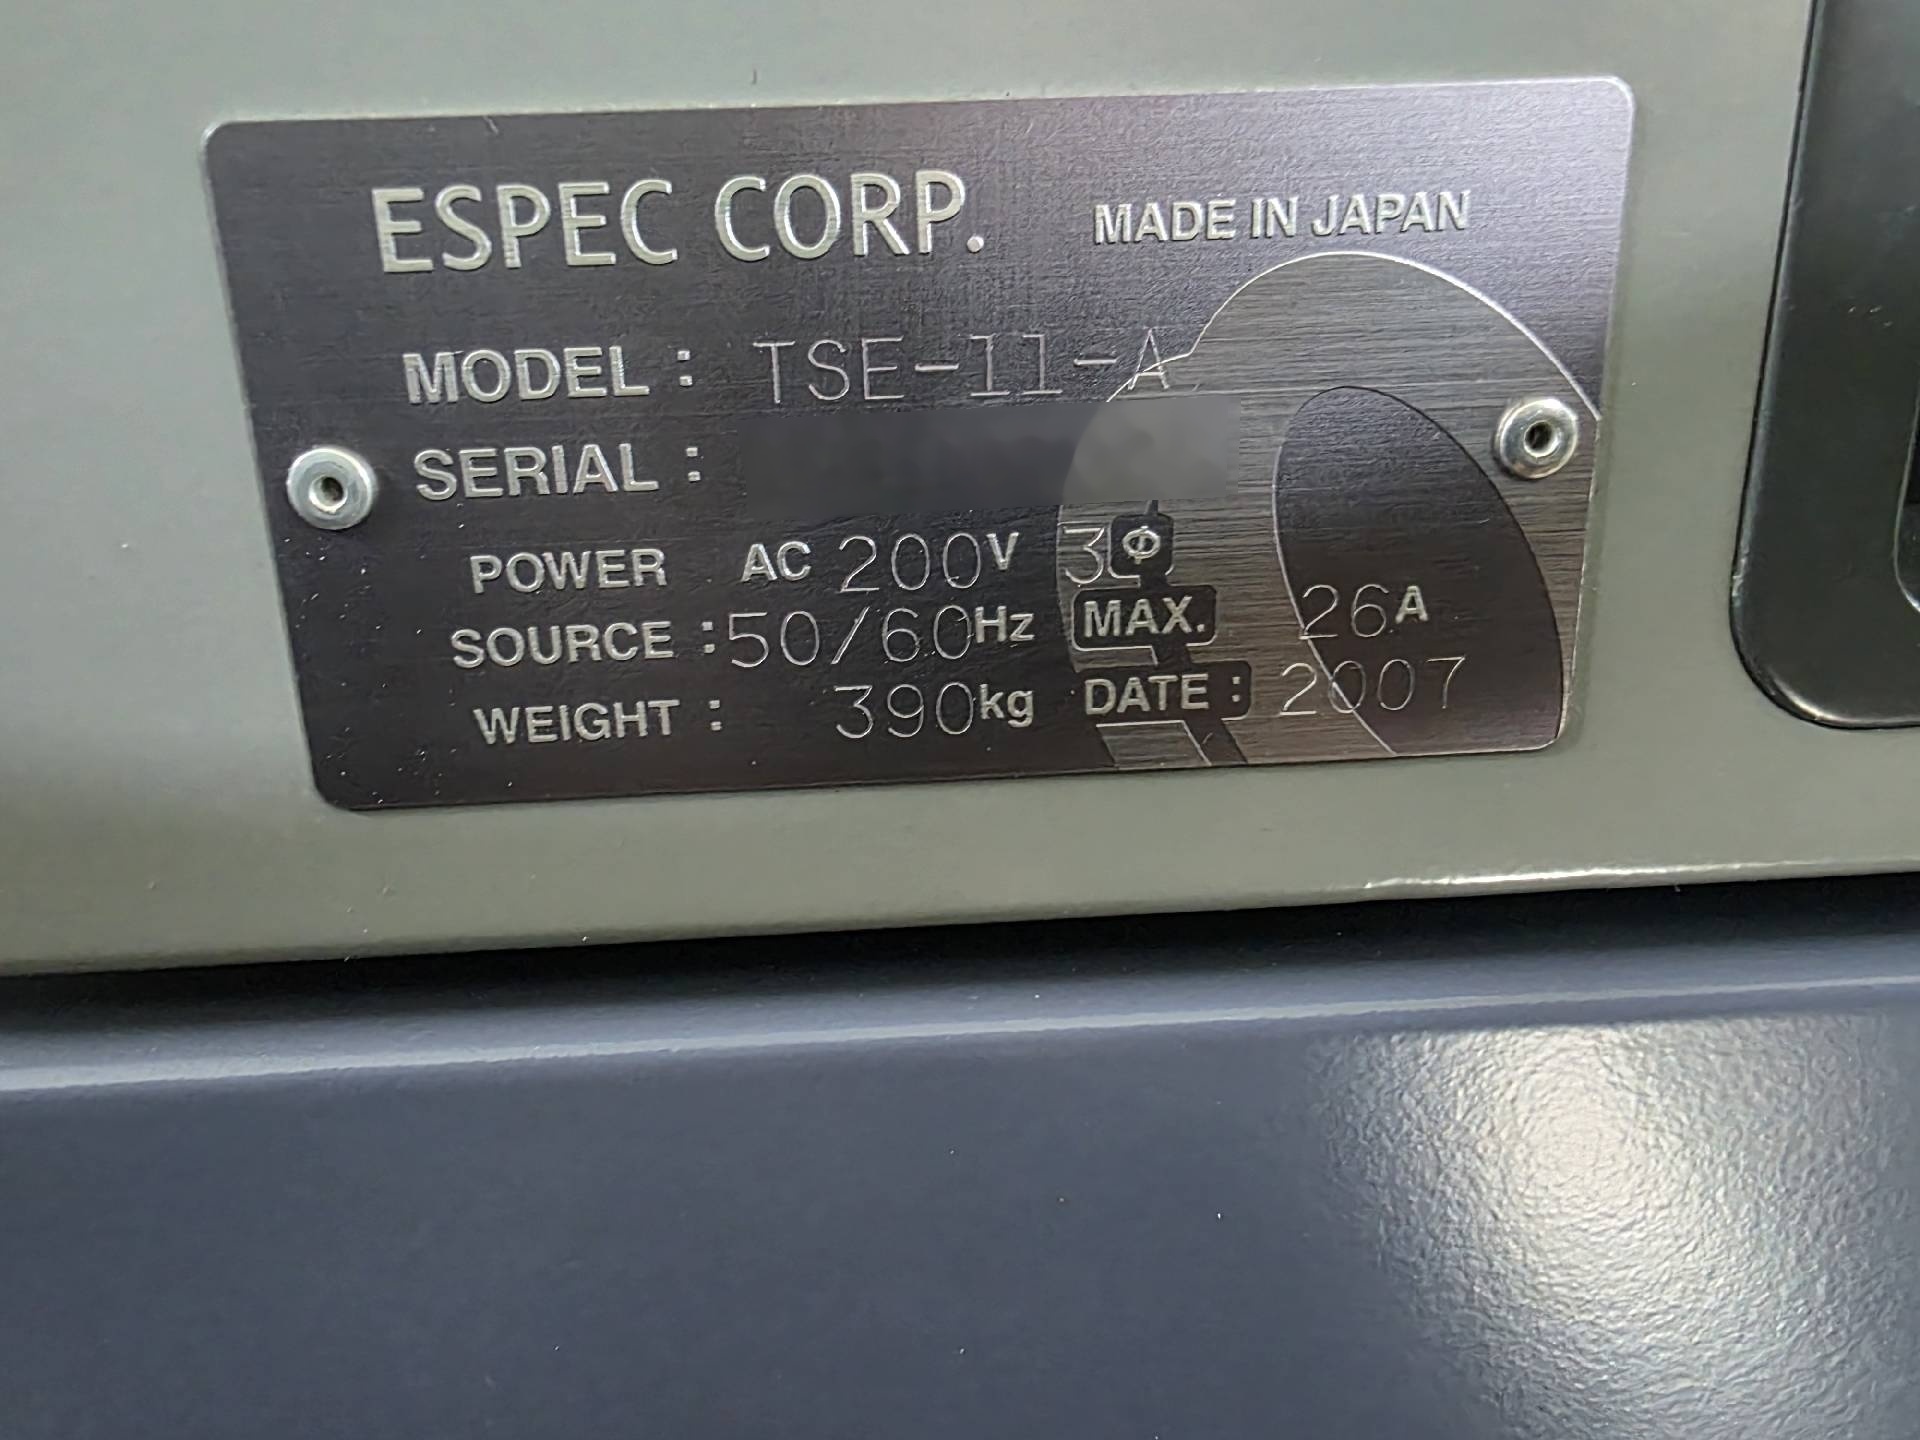 ESPEC CORP. MADE IN JAPAN
MODEL : TSE-11-A
SERIAL :
POWER AC 200V 3Φ
SOURCE : 50/60Hz MAX. 26A
WEIGHT : 390kg DATE : 2007